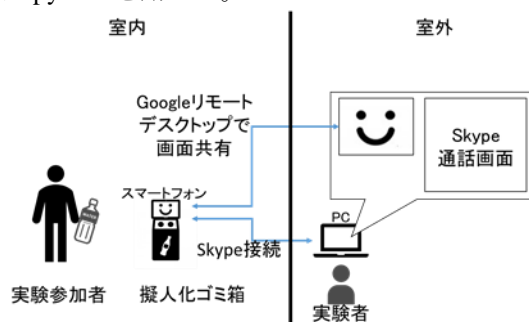 室内
室外
Googleリモート
デスクトップで
画面共有
Skype
通話画面
スマートフォン
PC
Skype接続
WATER
実験参加者
擬人化ゴミ箱
実験者